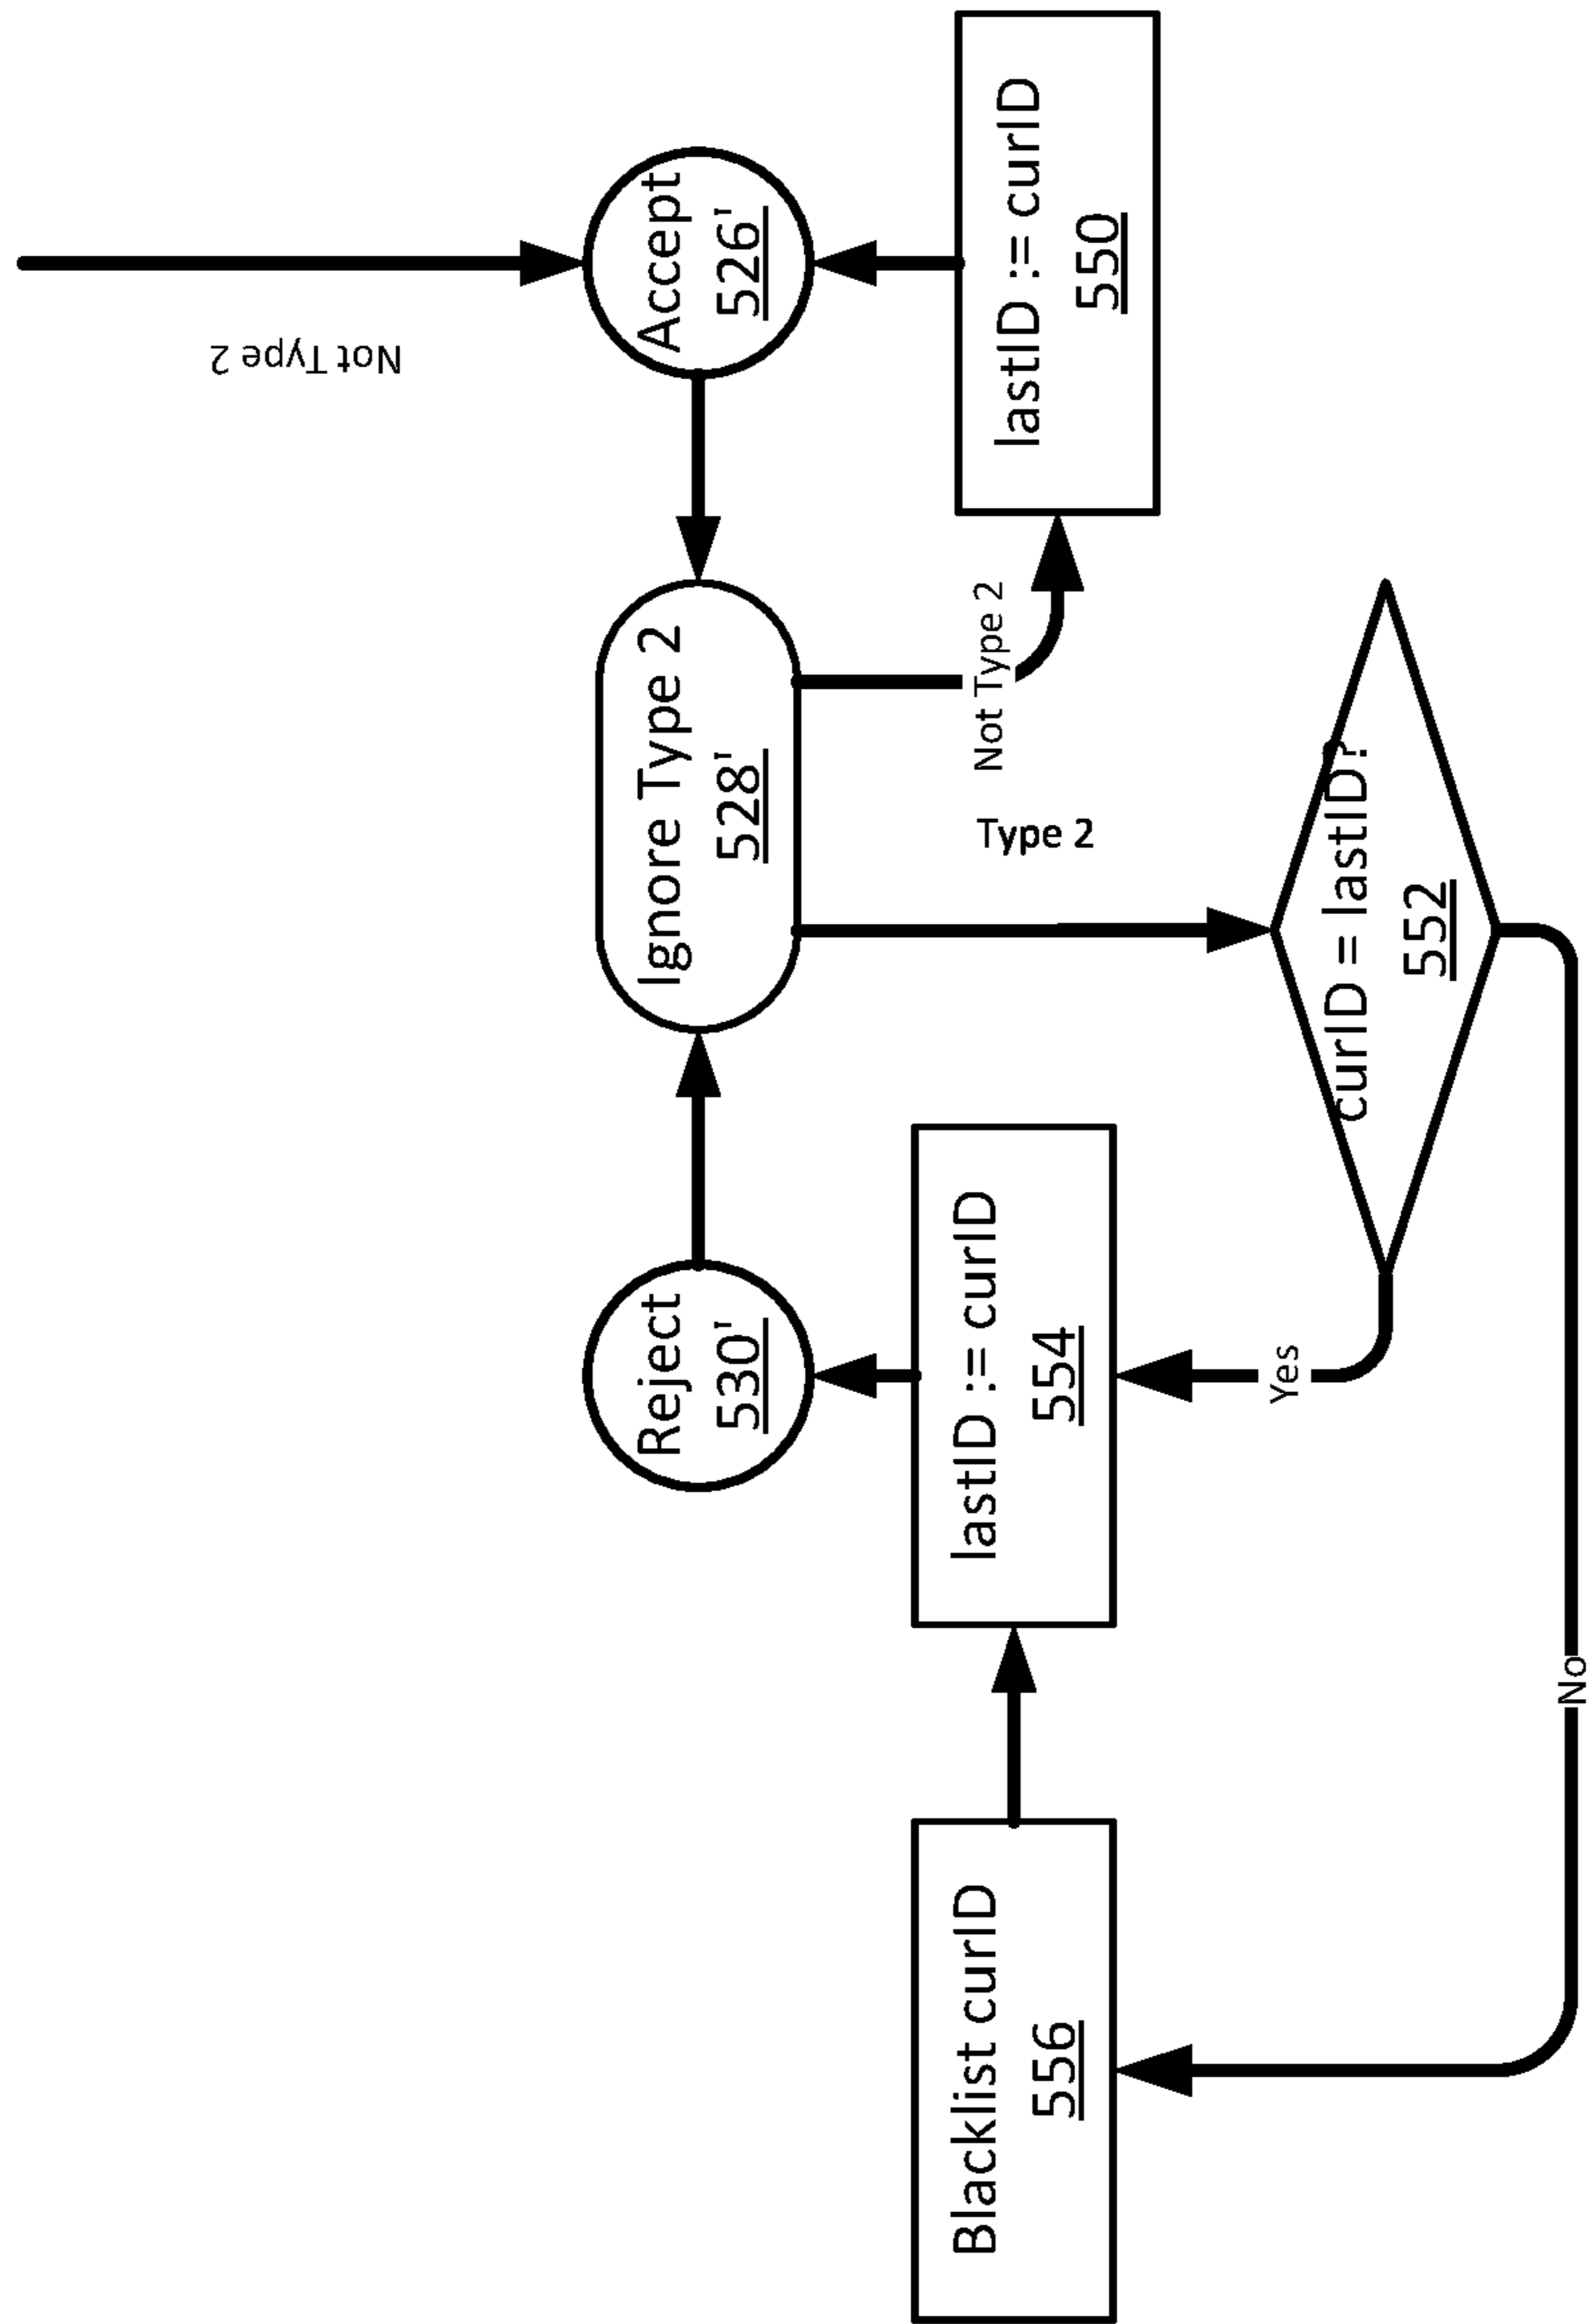 Not Type 2
Accept
526'
lastID := curID
550
Ignore Type 2
528'
Not Type 2
Type 2
curID = lastID?
552
Reject
530'
lastID := curID
554
Yes
No
Blacklist curID
556